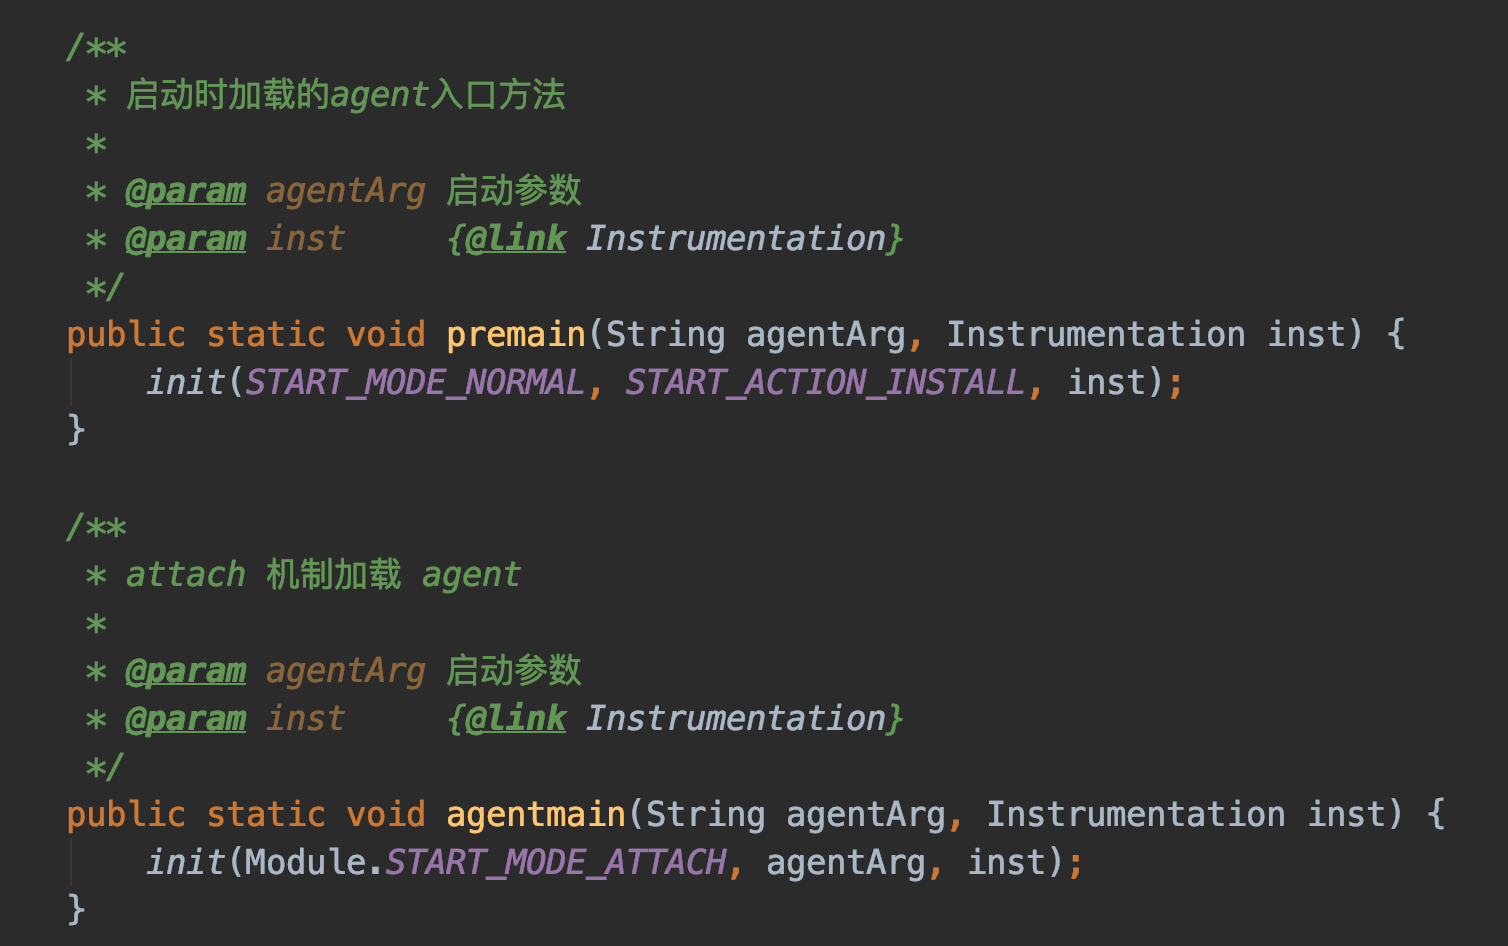 /**
 * 启动时加载的agent入口方法
 *
 * @param agentArg 启动参数
 * @param inst     {@link Instrumentation}
 */
public static void premain(String agentArg, Instrumentation inst) {
    init(START_MODE_NORMAL, START_ACTION_INSTALL, inst);
}

/**
 * attach 机制加载 agent
 *
 * @param agentArg 启动参数
 * @param inst     {@link Instrumentation}
 */
public static void agentmain(String agentArg, Instrumentation inst) {
    init(Module.START_MODE_ATTACH, agentArg, inst);
}